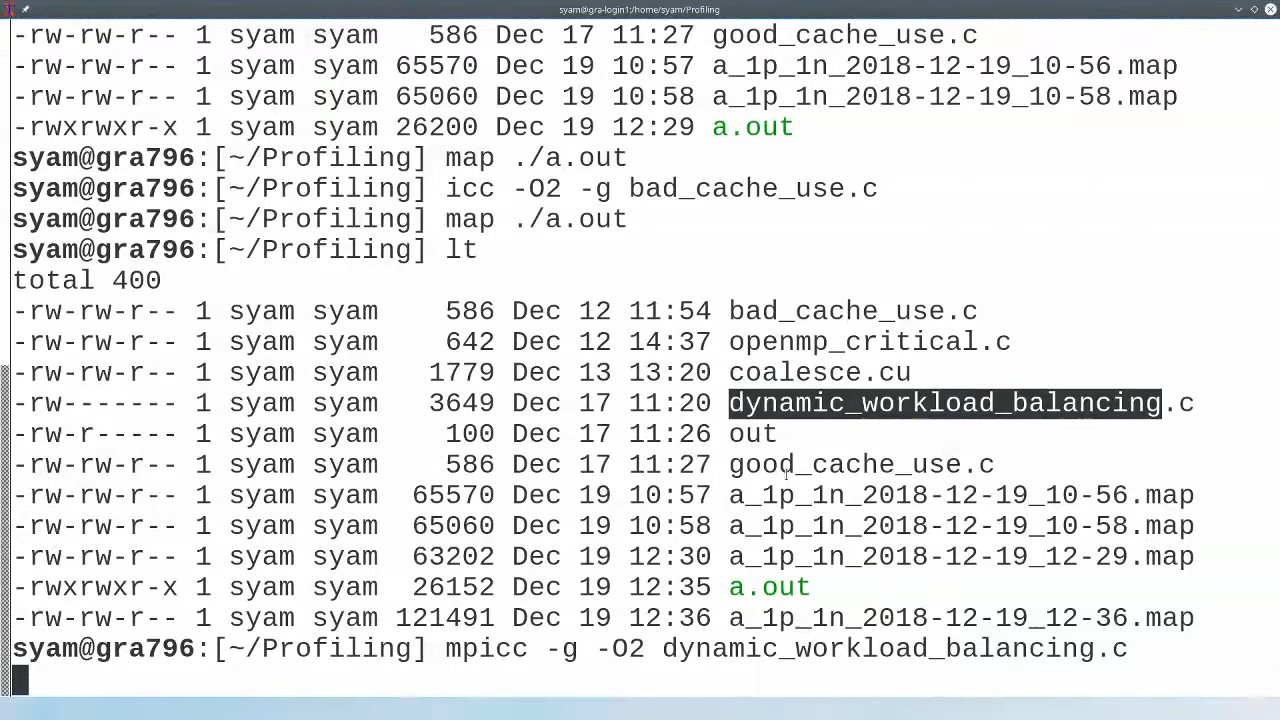 syam@gra-login1:/home/syam/Profiling
-rw-rw-r-- 1 syam syam 586 Dec 17 11:27 good_cache_use.c
-rw-rw-r-- 1 syam syam 65570 Dec 19 10:57 a_1p_1n_2018-12-19_10-56.map
-rw-rw-r-- 1 syam syam 65060 Dec 19 10:58 a_1p_1n_2018-12-19_10-58.map
-rwxrwxr-x 1 syam syam 26200 Dec 19 12:29 a.out
syam@gra796:[~/Profiling] map ./a.out
syam@gra796:[~/Profiling] icc -O2 -g bad_cache_use.c
syam@gra796:[~/Profiling] map ./a.out
syam@gra796:[~/Profiling] lt
total 400
-rw-rw-r-- 1 syam syam 586 Dec 12 11:54 bad_cache_use.c
-rw-rw-r-- 1 syam syam 642 Dec 12 14:37 openmp_critical.c
-rw-rw-r-- 1 syam syam 1779 Dec 13 13:20 coalesce.cu
-rw------- 1 syam syam 3649 Dec 17 11:20 dynamic_workload_balancing.c
-rw-r----- 1 syam syam 100 Dec 17 11:26 out
-rw-rw-r-- 1 syam syam 586 Dec 17 11:27 good_cache_use.c
-rw-rw-r-- 1 syam syam 65570 Dec 19 10:57 a_1p_1n_2018-12-19_10-56.map
-rw-rw-r-- 1 syam syam 65060 Dec 19 10:58 a_1p_1n_2018-12-19_10-58.map
-rw-rw-r-- 1 syam syam 63202 Dec 19 12:30 a_1p_1n_2018-12-19_12-29.map
-rwxrwxr-x 1 syam syam 26152 Dec 19 12:35 a.out
-rw-rw-r-- 1 syam syam 121491 Dec 19 12:36 a_1p_1n_2018-12-19_12-36.map
syam@gra796:[~/Profiling] mpicc -g -O2 dynamic_workload_balancing.c